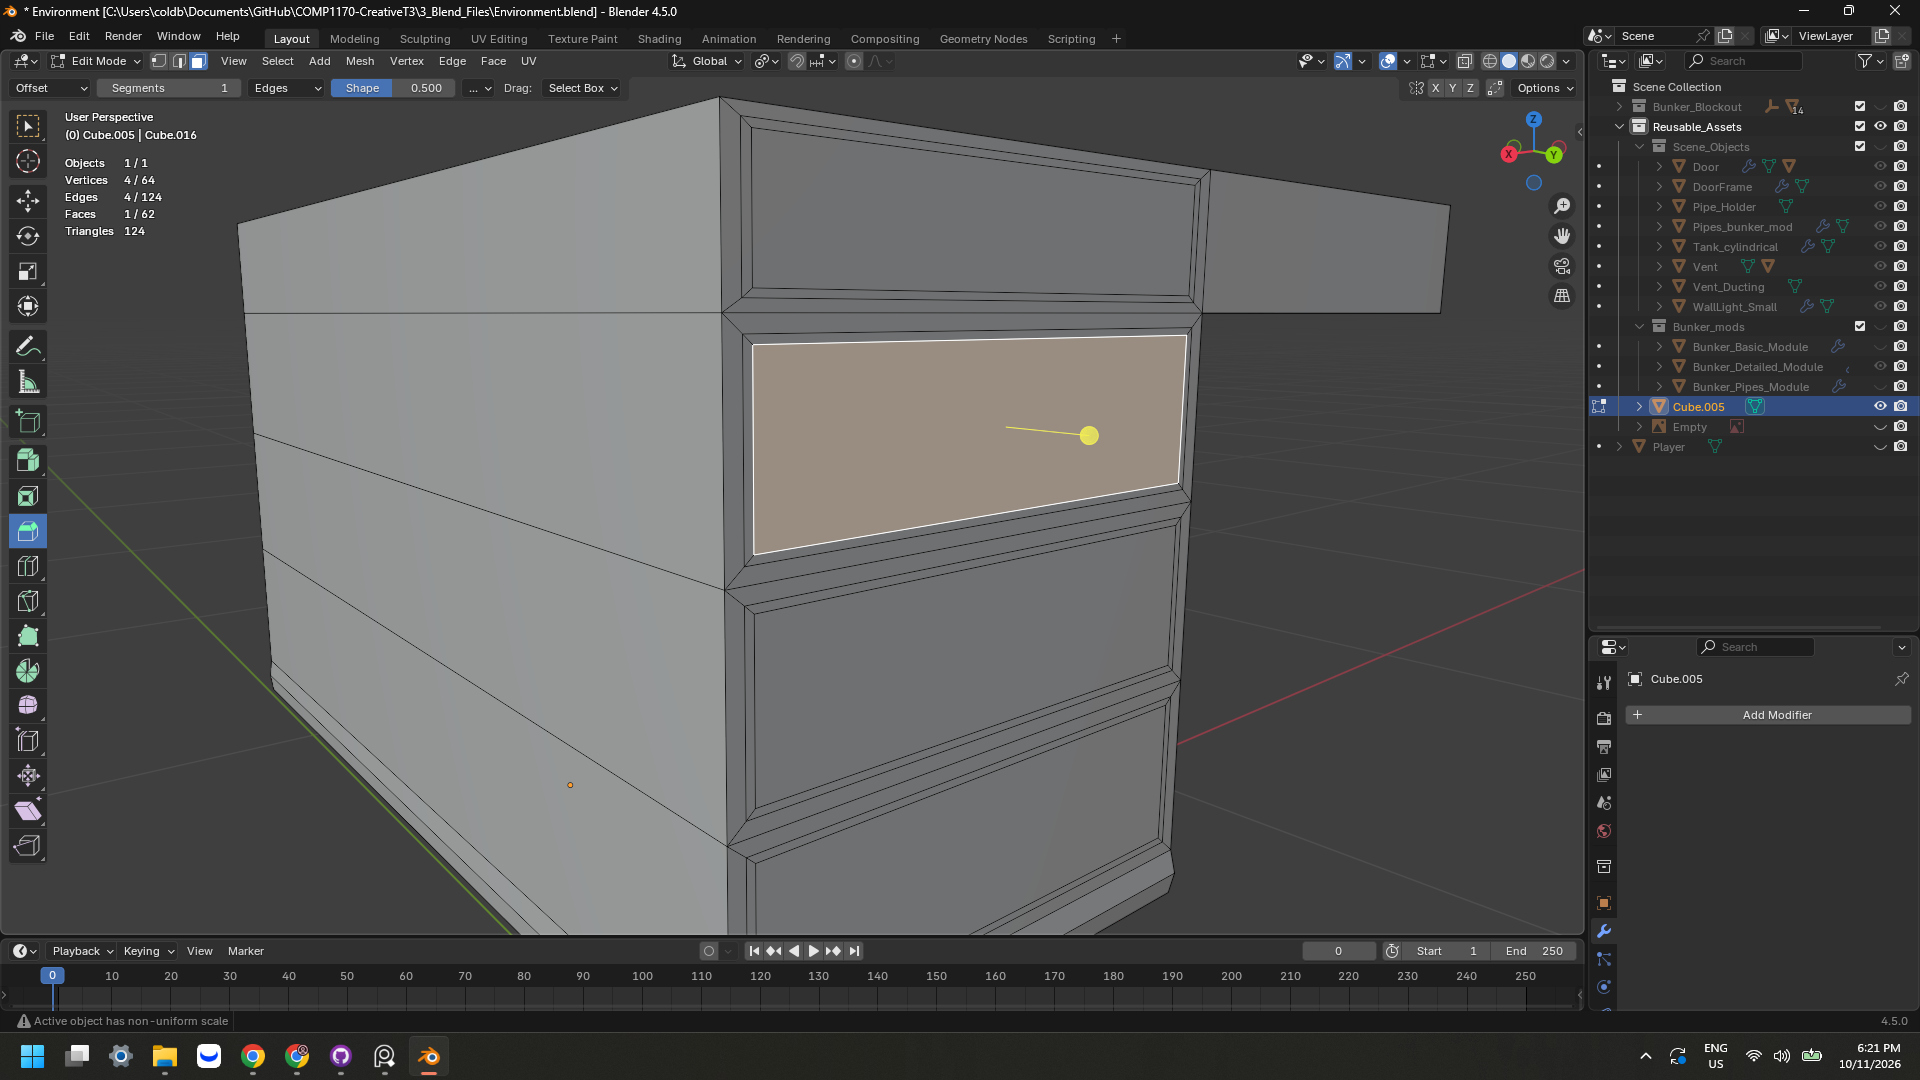 * Environment [C:\Users\coldb\Documents\GitHub\COMP1170-CreativeT3\3_Blend_Files\Environment.blend] - Blender 4.5.0
File Edit Render Window Help
Layout Modeling Sculpting UV Editing Texture Paint Shading Animation Rendering Compositing Geometry Nodes Scripting +
Scene ViewLayer
Edit Mode View Select Add Mesh Vertex Edge Face UV
Global
Search
Offset Segments 1 Edges Shape 0.500 ... Drag: Select Box
X Y Z Options
User Perspective
(0) Cube.005 | Cube.016
Objects 1 / 1
Vertices 4 / 64
Edges 4 / 124
Faces 1 / 62
Triangles 124
Z
X Y
Scene Collection
Bunker_Blockout 14
Reusable_Assets
Scene_Objects
Door
DoorFrame
Pipe_Holder
Pipes_bunker_mod
Tank_cylindrical
Vent
Vent_Ducting
WallLight_Small
Bunker_mods
Bunker_Basic_Module
Bunker_Detailed_Module
Bunker_Pipes_Module
Cube.005
Empty
Player
Search
Cube.005
+ Add Modifier
Playback Keying View Marker
0 Start 1 End 250
0 10 20 30 40 50 60 70 80 90 100 110 120 130 140 150 160 170 180 190 200 210 220 230 240 250
Active object has non-uniform scale
4.5.0
ENG
US
6:21 PM
10/11/2026